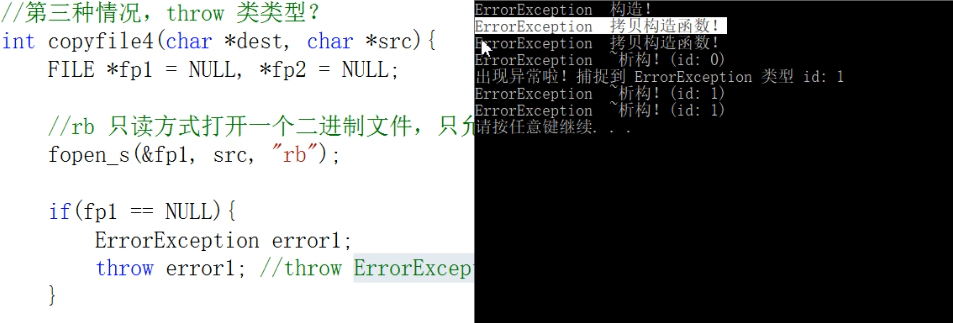 //第三种情况，throw 类类型？
int copyfile4(char *dest, char *src){
FILE *fp1 = NULL, *fp2 = NULL;
//rb 只读方式打开一个二进制文件，只
fopen_s(&fp1, src, "rb");
if(fp1 == NULL){
ErrorException error1;
throw error1; //throw ErrorExcep
}
ErrorException 构造！
ErrorException 拷贝构造函数！
ErrorException 拷贝构造函数！
ErrorException ~析构！(id: 0)
出现异常啦！捕捉到 ErrorException 类型 id: 1
ErrorException ~析构！(id: 1)
ErrorException ~析构！(id: 1)
请按任意键继续. . .